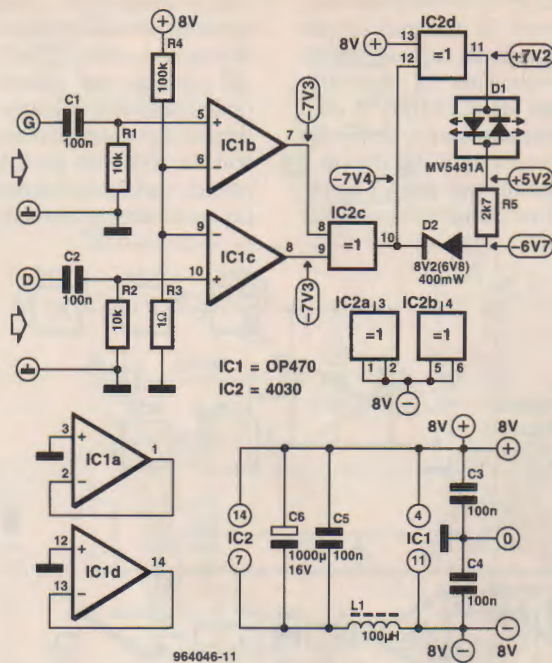 8V
R4
100k
G
C1
100n
R1
10k
5
+
6
−
IC1b
7
−7V3
9
−
10
+
IC1c
8
−7V3
D
C2
100n
R2
10k
R3
1Ω
8
9
IC2c
=1
10
−7V4
8V
13
12
IC2d
=1
11
+7V2
D1
MV5491A
+5V2
R5
2k7
−6V7
D2
8V2(6V8)
400mW
IC2a
3
=1
1 2
IC2b
4
=1
5 6
8V
IC1 = OP470
IC2 = 4030
3
+
2
−
IC1a
1
12
+
13
−
IC1d
14
8V
8V
14
IC2
7
C6
1000µ
16V
C5
100n
L1
100µH
4
IC1
11
C3
100n
0
C4
100n
8V
8V
964046-11